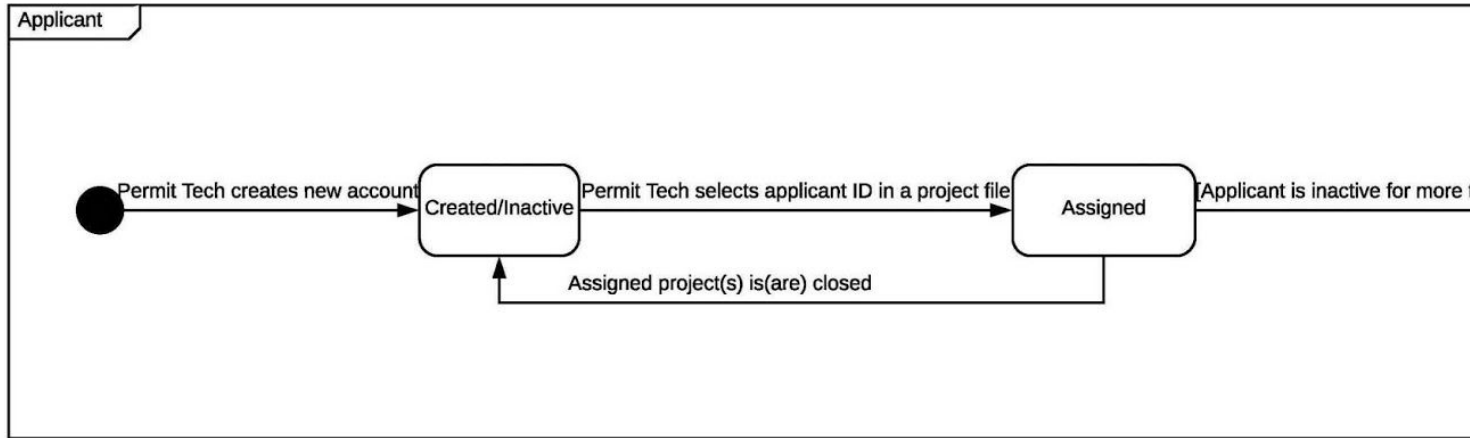 Applicant
Permit Tech creates new account
Created/Inactive
Permit Tech selects applicant ID in a project file
Assigned
[Applicant is inactive for more
Assigned project(s) is(are) closed